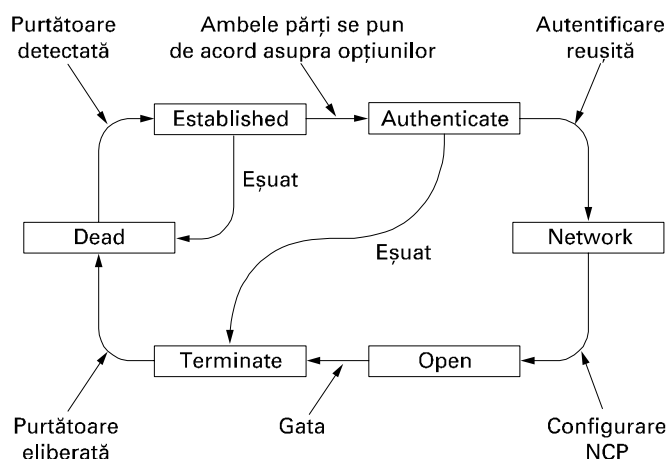 Purtătoare
detectată
Ambele părți se pun
de acord asupra opțiunilor
Autentificare
reușită
Established
Authenticate
Eșuat
Dead
Eșuat
Network
Terminate
Open
Purtătoare
eliberată
Gata
Configurare
NCP